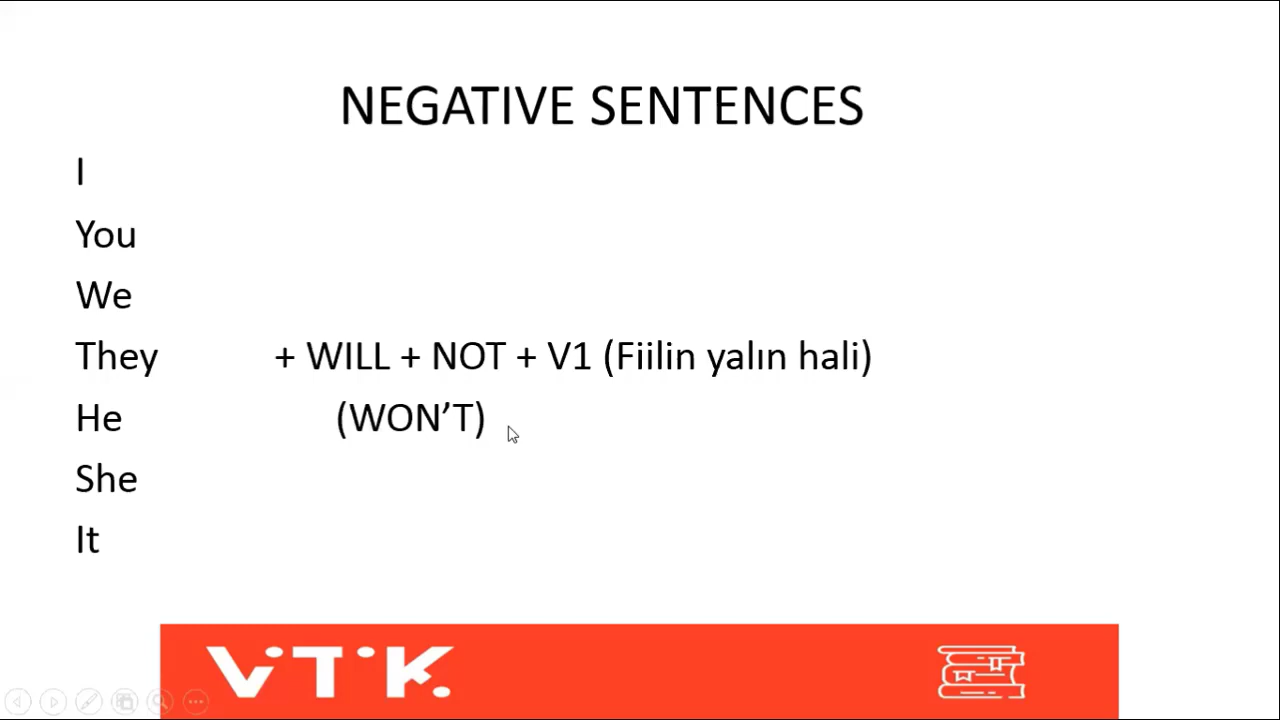 NEGATIVE SENTENCES
I
You
We
They + WILL + NOT + V1 (Fiilin yalın hali)
He (WON’T)
She
It
VTK